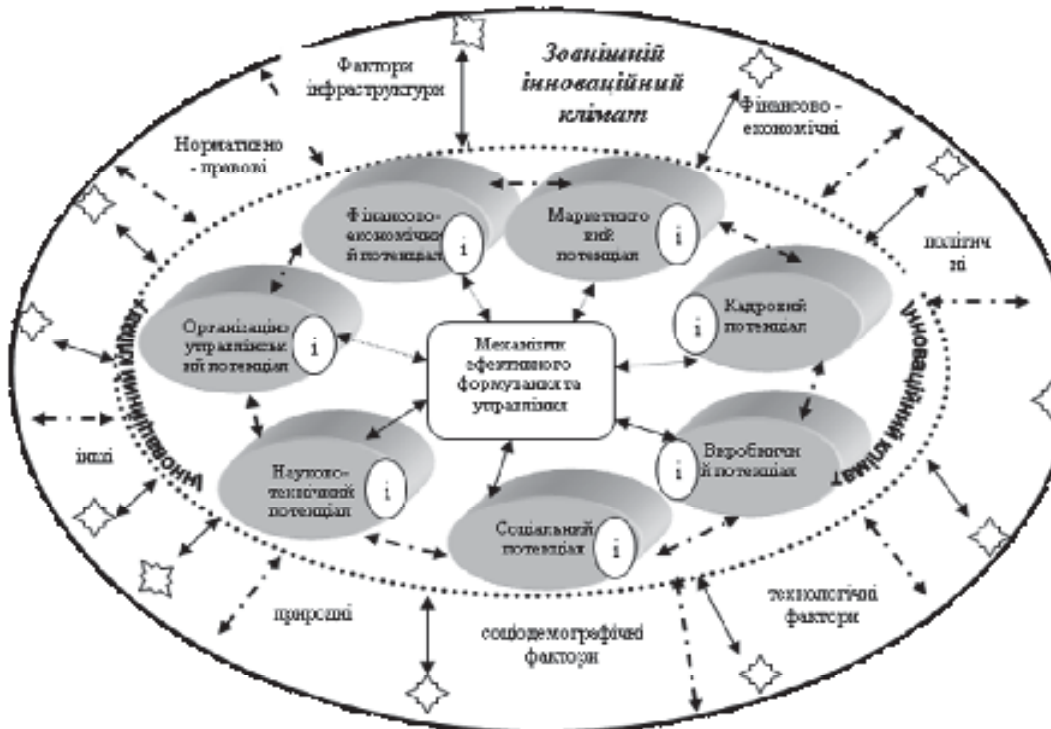 Зовнішній
інноваційний
клімат
Фактори
інфраструктури
Фінансово -
економічні
Нормативно
- правові
політич
ні
Фінансово-
економічни
й потенціал
і
Маркетинго
вий
потенціал
і
Організаціно
управлінськ
ий потенціал
і
Кадровий
потенціал
і
Механізм
ефективного
формування та
управління
Інноваційний клімат
Інноваційний клімат
інші
Науково-
технічний
потенціал
і
Виробничи
й потенціал
і
Соціальний
потенціал
і
природні
соціодемографічні
фактори
технологічні
фактори